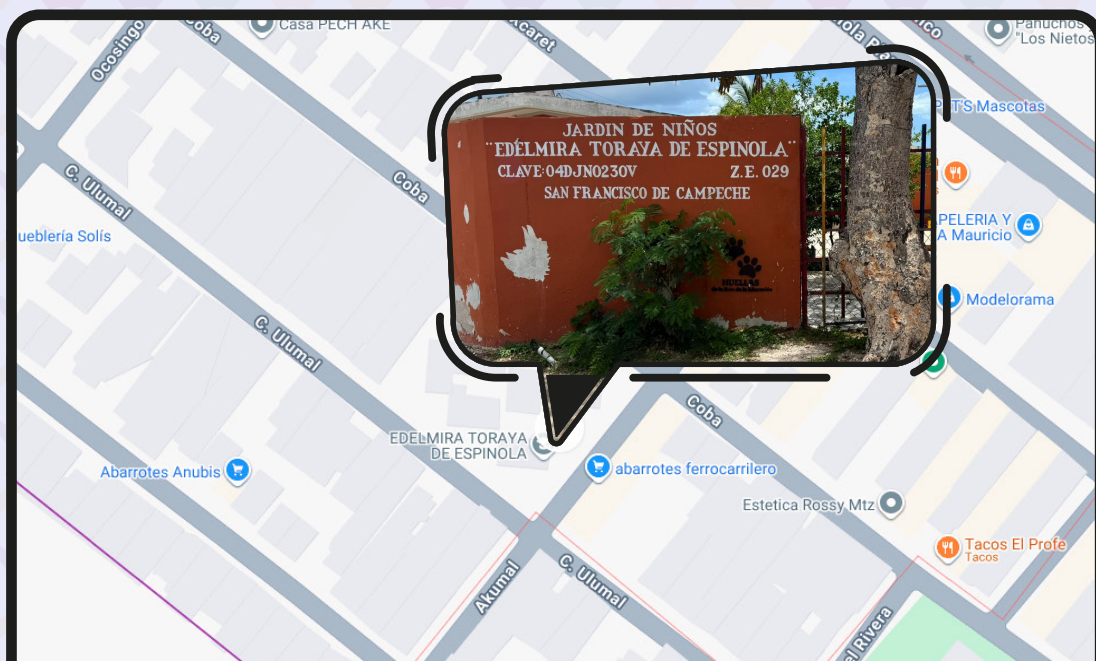 Casa PECH AKE
Coba
Ocosingo
Panuchos
"Los Nietos
Mascotas
JARDIN DE NIÑOS
"EDELMIRA TORAYA DE ESPINOLA"
CLAVE:04DJN0230V Z.E. 029
SAN FRANCISCO DE CAMPECHE
HUELLAS
C. Ulumal
Coba
PELERIA Y
A Mauricio
ueblería Solís
Modelorama
C. Ulumal
Coba
EDELMIRA TORAYA
DE ESPINOLA
Abarrotes Anubis
abarrotes ferrocarrilero
Estetica Rossy Mtz
Tacos El Profe
Tacos
Akumal
C. Ulumal
el Rivera